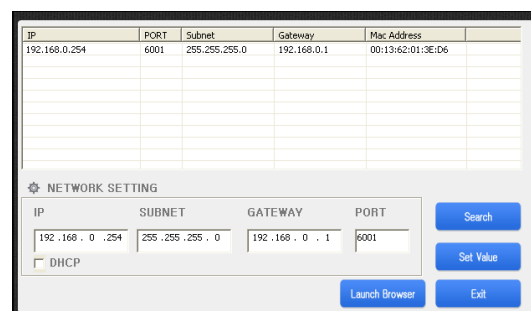 IP PORT Subnet Gateway Mac Address
192.168.0.254 6001 255.255.255.0 192.168.0.1 00:13:62:01:3E:D6
NETWORK SETTING
IP SUBNET GATEWAY PORT
192 .168 . 0 .254 255 .255 .255 . 0 192 .168 . 0 . 1 6001
Search
DHCP
Set Value
Launch Browser Exit